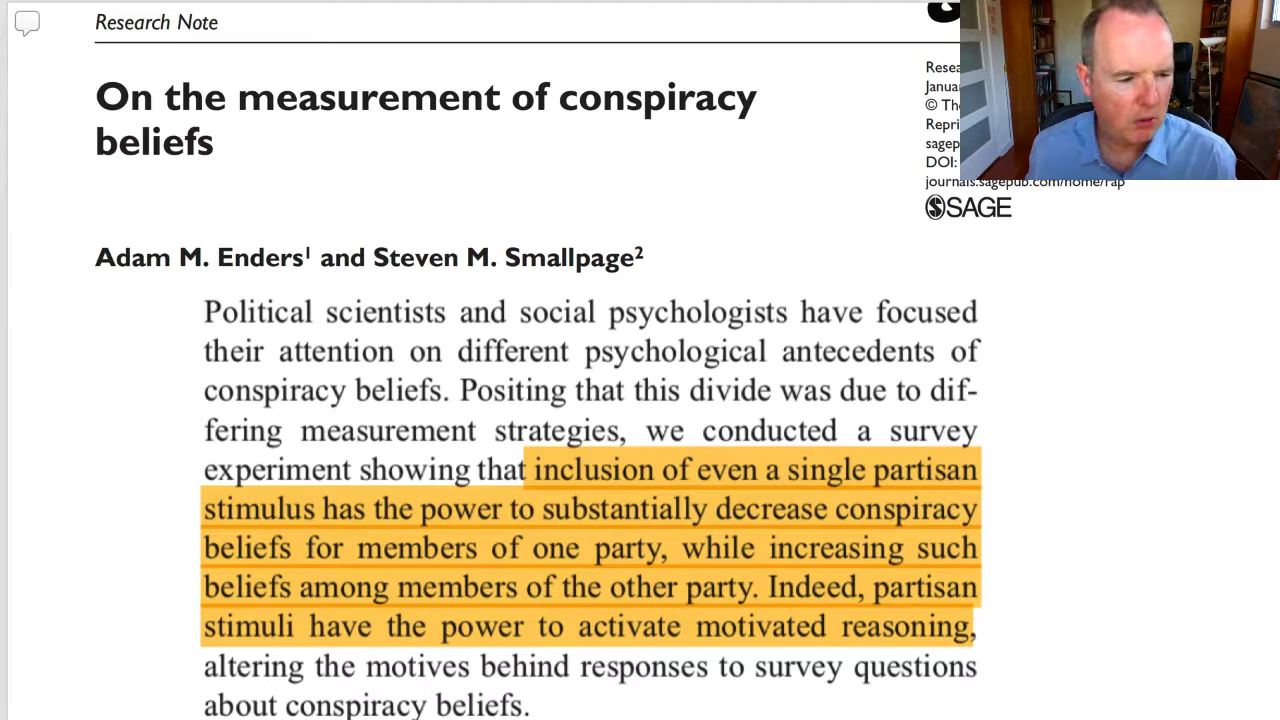 Research Note
On the measurement of conspiracy
beliefs
©
DOI:
journals.sagepub.com/home/rap
SAGE
Adam M. Enders¹ and Steven M. Smallpage²
Political scientists and social psychologists have focused
their attention on different psychological antecedents of
conspiracy beliefs. Positing that this divide was due to dif-
fering measurement strategies, we conducted a survey
experiment showing that inclusion of even a single partisan
stimulus has the power to substantially decrease conspiracy
beliefs for members of one party, while increasing such
beliefs among members of the other party. Indeed, partisan
stimuli have the power to activate motivated reasoning,
altering the motives behind responses to survey questions
about conspiracy beliefs.